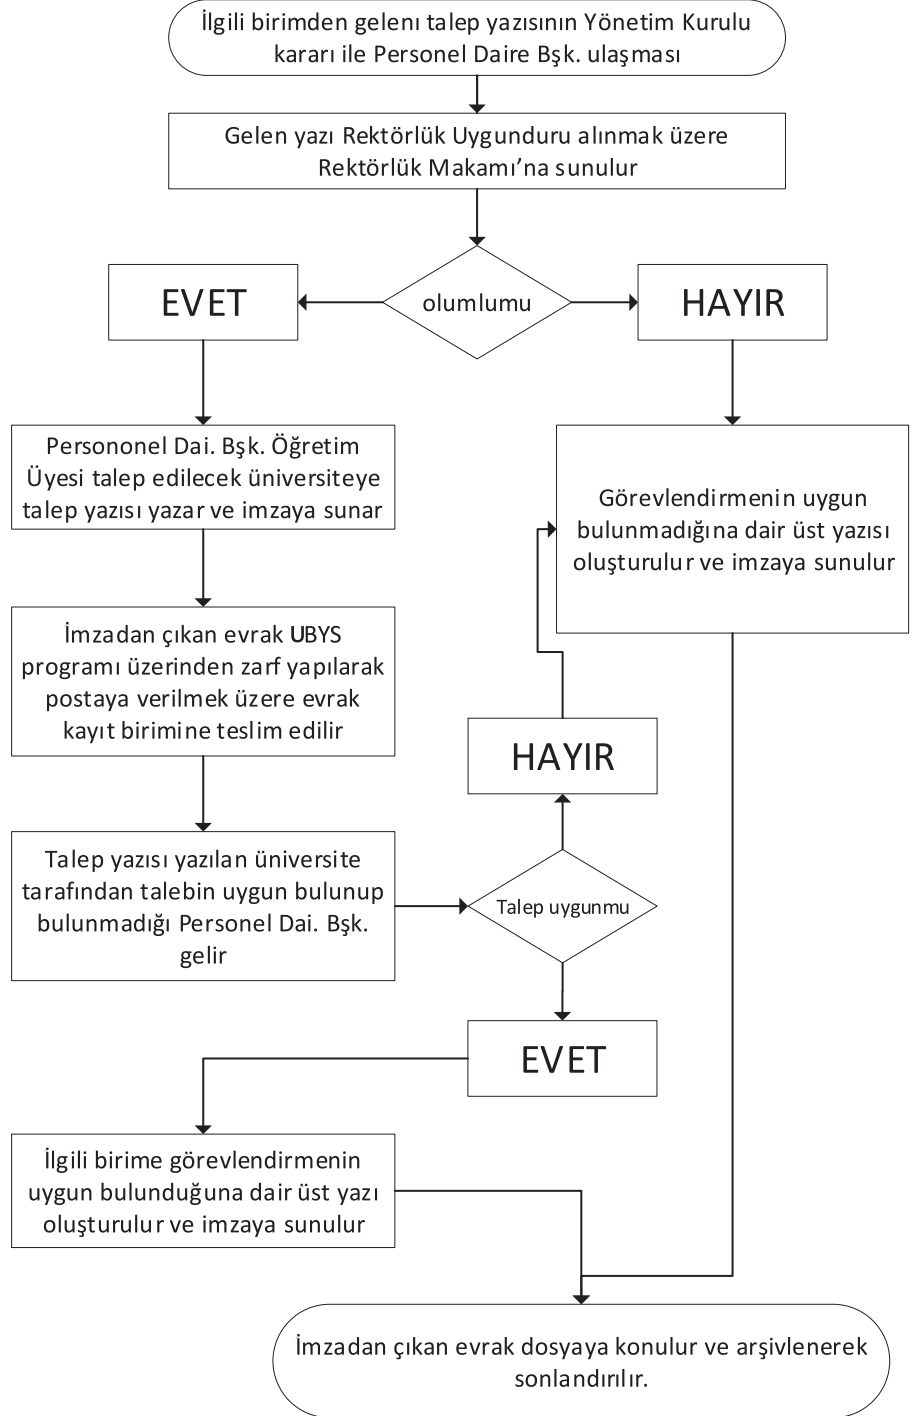 İlgili birimden gelenı talep yazısının Yönetim Kurulu
kararı ile Personel Daire Bşk. ulaşması
Gelen yazı Rektörlük Uygunduru alınmak üzere
Rektörlük Makamı’na sunulur
olumlumu
EVET
HAYIR
Persononel Dai. Bşk. Öğretim
Üyesi talep edilecek üniversiteye
talep yazısı yazar ve imzaya sunar
Görevlendirmenin uygun
bulunmadığına dair üst yazısı
oluşturulur ve imzaya sunulur
İmzadan çıkan evrak UBYS
programı üzerinden zarf yapılarak
postaya verilmek üzere evrak
kayıt birimine teslim edilir
HAYIR
Talep yazısı yazılan üniversite
tarafından talebin uygun bulunup
bulunmadığı Personel Dai. Bşk.
gelir
Talep uygunmu
EVET
İlgili birime görevlendirmenin
uygun bulunduğuna dair üst yazı
oluşturulur ve imzaya sunulur
İmzadan çıkan evrak dosyaya konulur ve arşivlenerek
sonlandırılır.